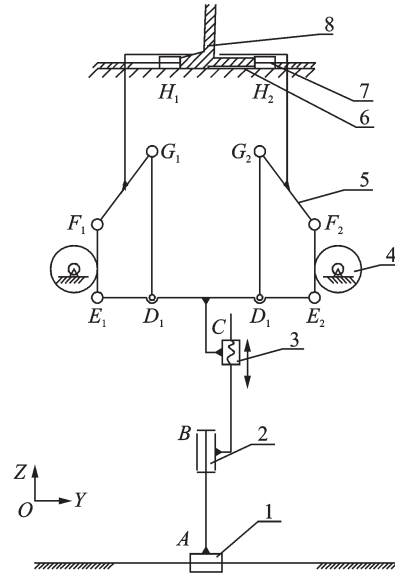 8
H₁ H₂ 7
6
G₁ G₂ 5
F₁ F₂
4
E₁ D₁ D₁ E₂
C
3
B 2
Z
O Y
A 1